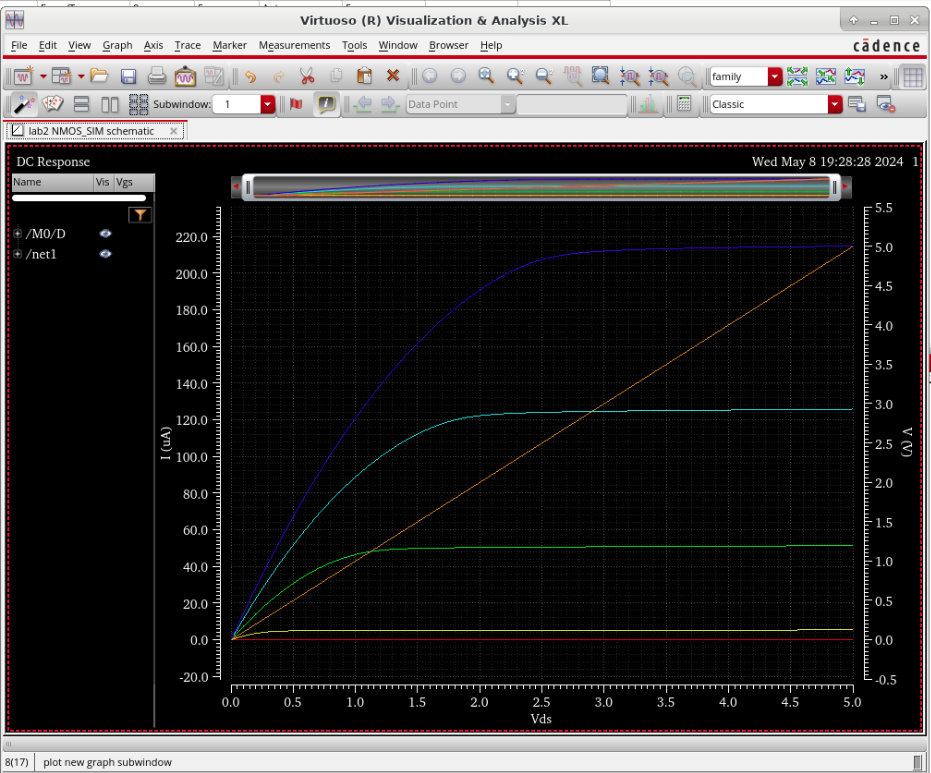 Virtuoso (R) Visualization & Analysis XL
File Edit View Graph Axis Trace Marker Measurements Tools Window Browser Help
cādence
family
»
Subwindow: 1
Data Point
Classic
lab2 NMOS_SIM schematic
DC Response
Wed May 8 19:28:28 2024 1
Name Vis Vgs
/M0/D
/net1
220.0
200.0
180.0
160.0
140.0
120.0
100.0
80.0
60.0
40.0
20.0
0.0
-20.0
I (uA)
5.5
5.0
4.5
4.0
3.5
3.0
2.5
2.0
1.5
1.0
0.5
0.0
-0.5
V (V)
0.0 0.5 1.0 1.5 2.0 2.5 3.0 3.5 4.0 4.5 5.0
Vds
8(17) plot new graph subwindow